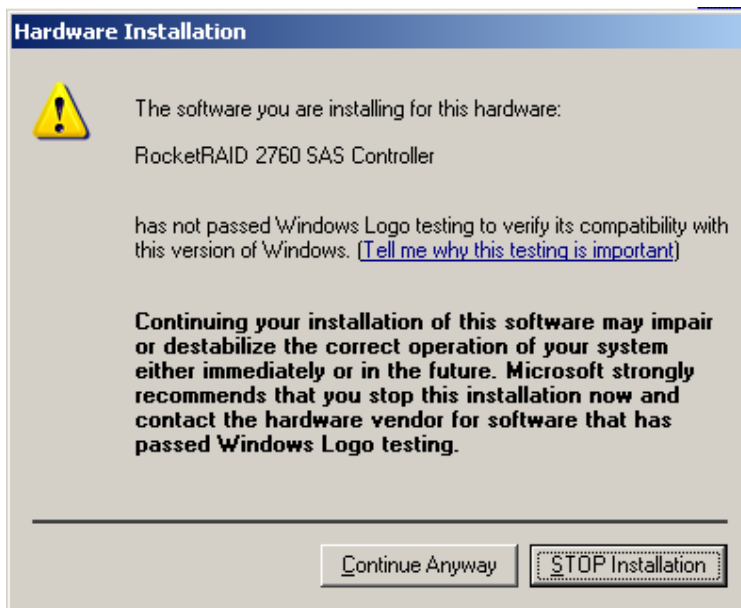 Hardware Installation
The software you are installing for this hardware:
RocketRAID 2760 SAS Controller
has not passed Windows Logo testing to verify its compatibility with
this version of Windows. (Tell me why this testing is important)
Continuing your installation of this software may impair
or destabilize the correct operation of your system
either immediately or in the future. Microsoft strongly
recommends that you stop this installation now and
contact the hardware vendor for software that has
passed Windows Logo testing.
Continue Anyway
STOP Installation